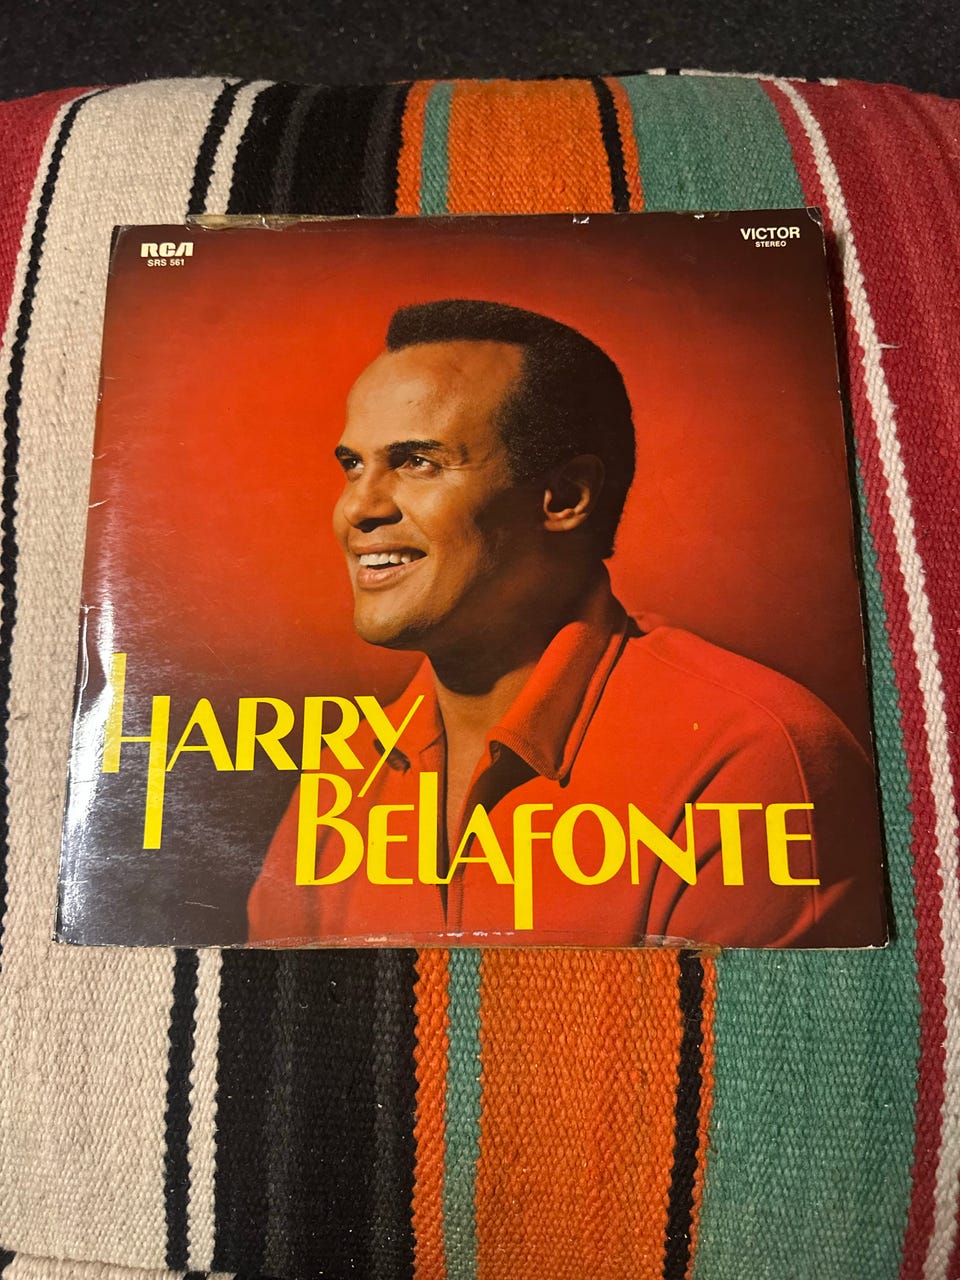 RCA
SRS 561
VICTOR
STEREO
HARRY
BELAFONTE